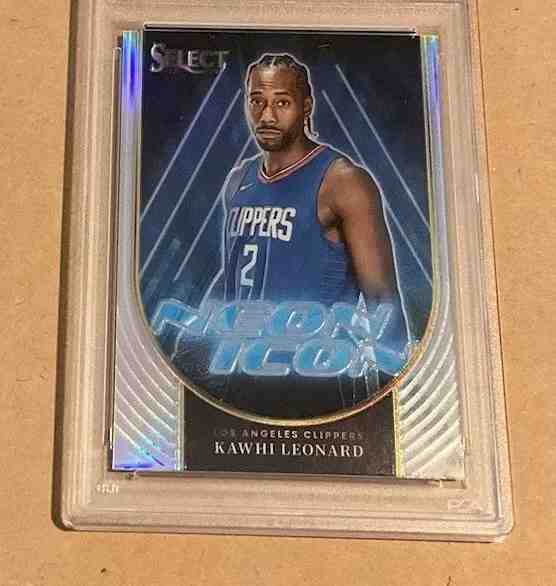 SELECT
CLIPPERS
2
NEON
ICON
LOS ANGELES CLIPPERS
KAWHI LEONARD